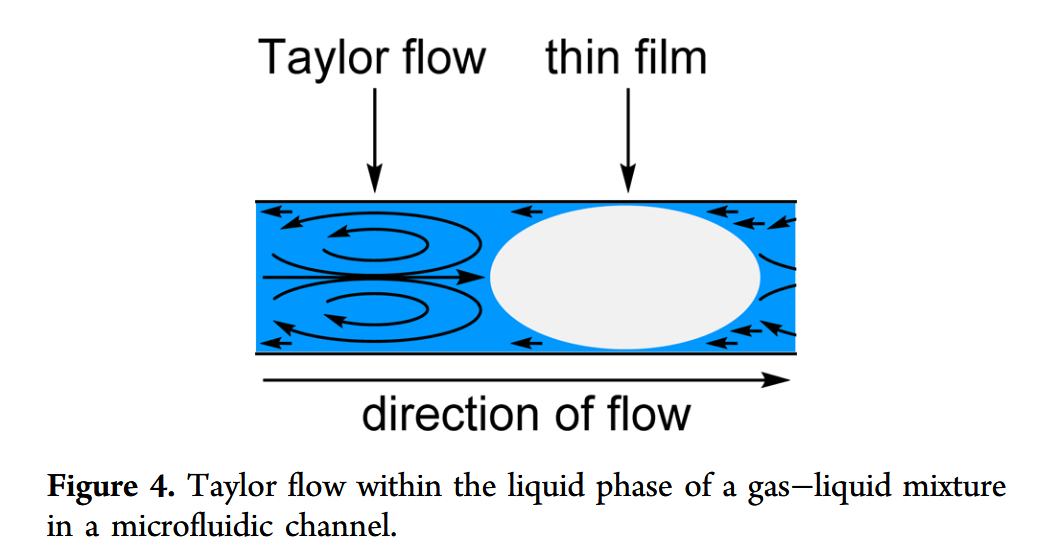 Taylor flow thin film
direction of flow
Figure 4. Taylor flow within the liquid phase of a gas–liquid mixture
in a microfluidic channel.